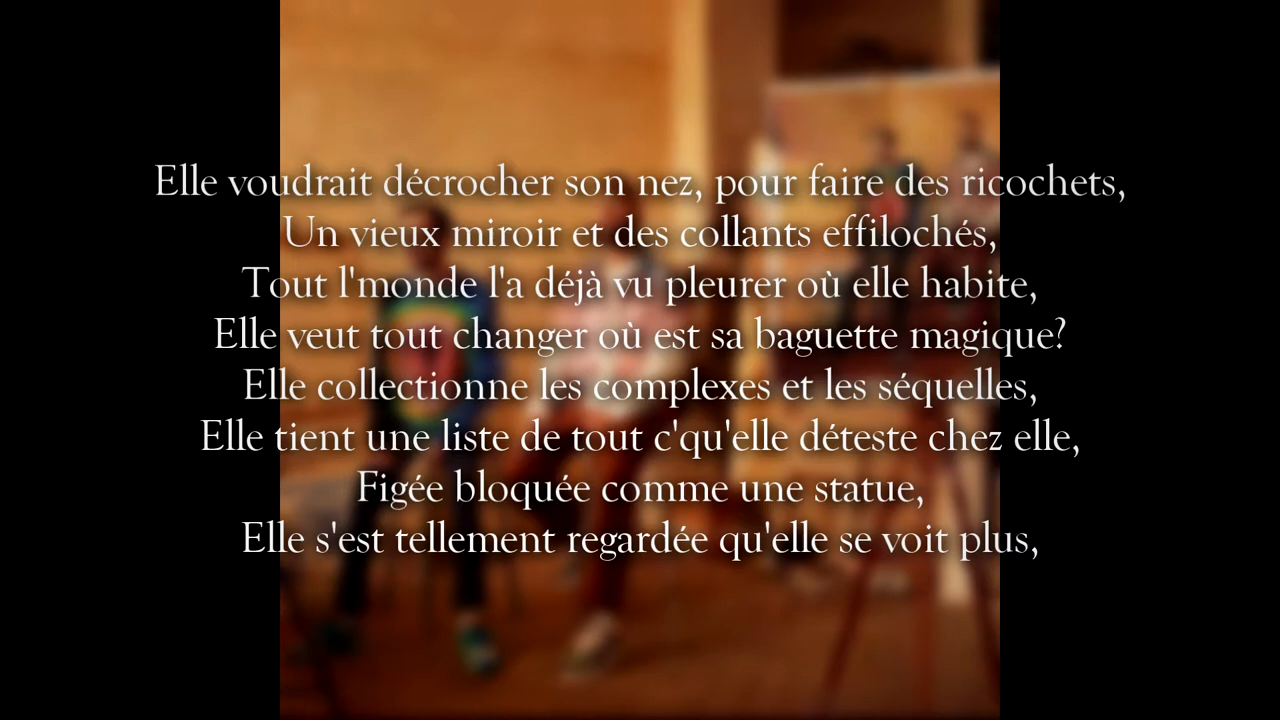 Elle voudrait décrocher son nez, pour faire des ricochets,
Un vieux miroir et des collants effilochés,
Tout l'monde l'a déjà vu pleurer où elle habite,
Elle veut tout changer où est sa baguette magique?
Elle collectionne les complexes et les séquelles,
Elle tient une liste de tout c'qu'elle déteste chez elle,
Figée bloquée comme une statue,
Elle s'est tellement regardée qu'elle se voit plus,